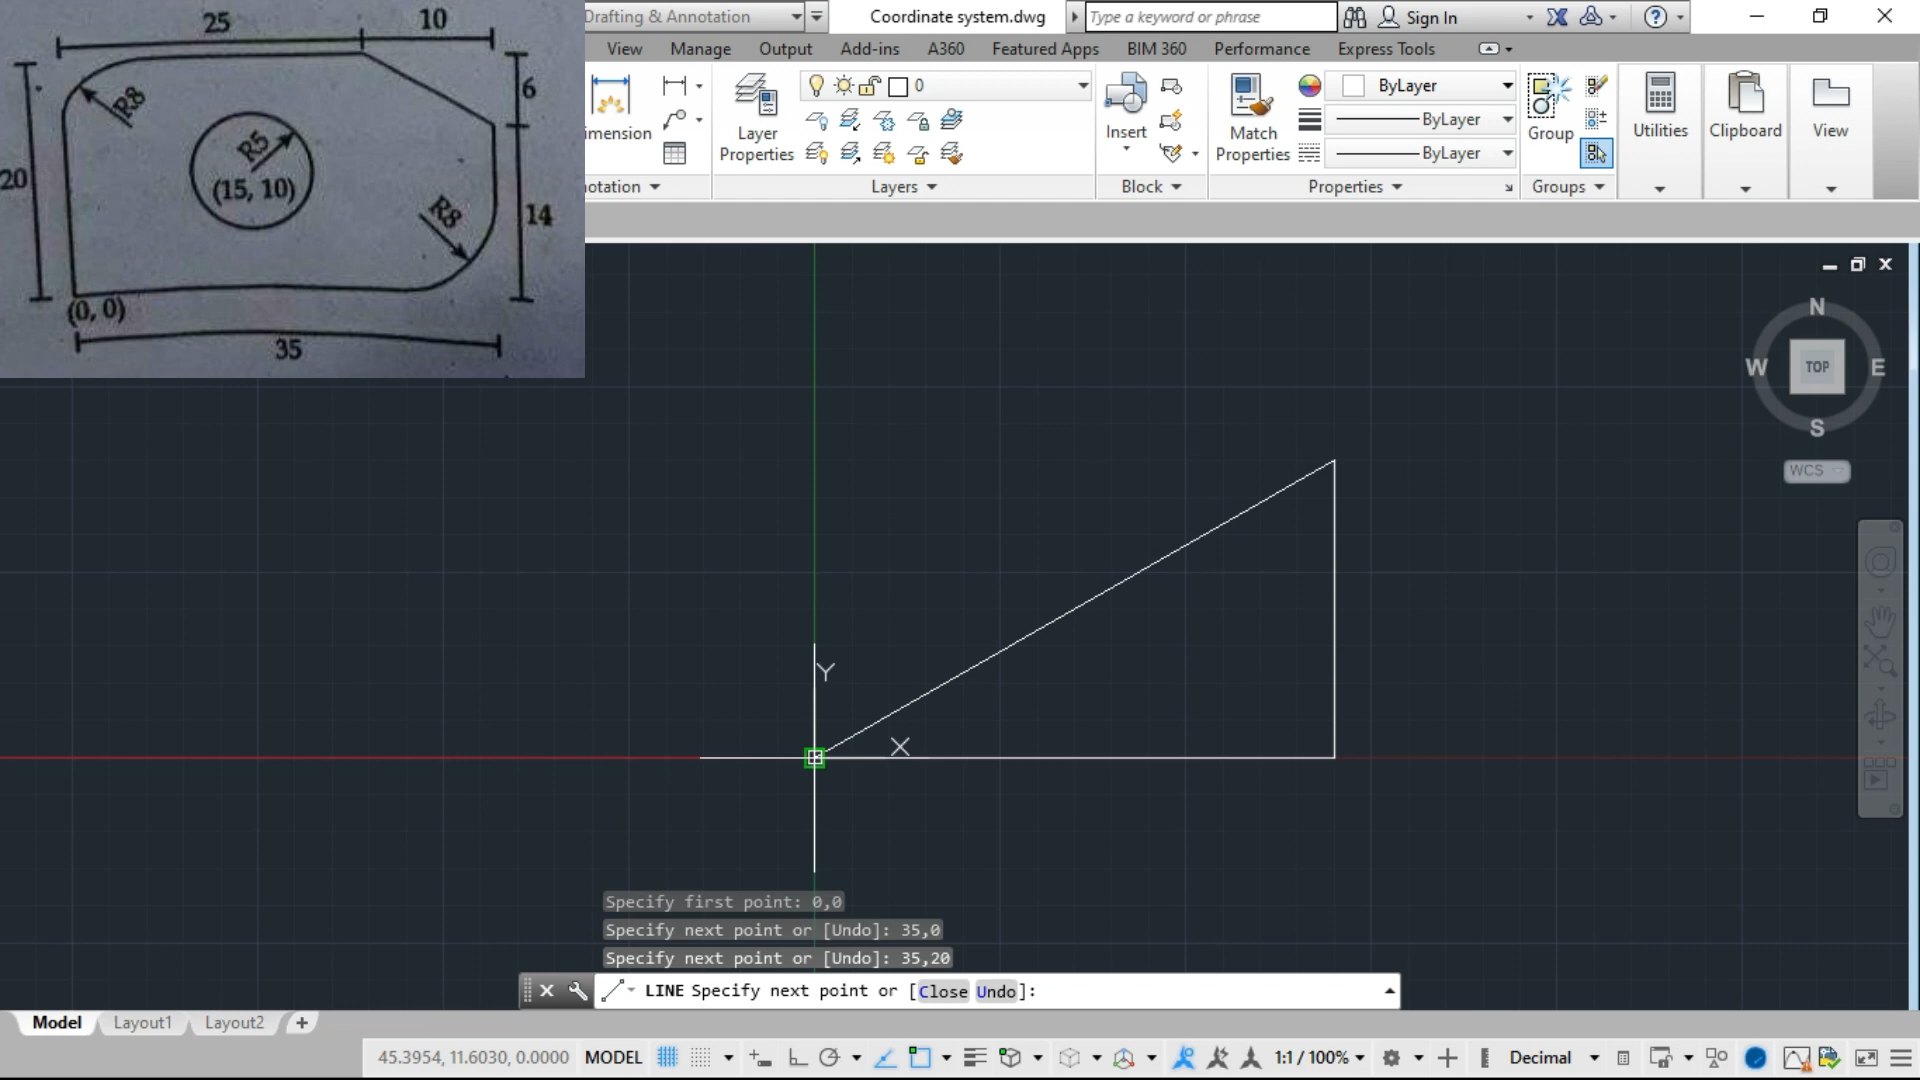 25
10
6
R8
R5
20
(15, 10)
R8
14
(0, 0)
35
Drafting & Annotation
Coordinate system.dwg
Type a keyword or phrase
Sign In
View Manage Output Add-ins A360 Featured Apps BIM 360 Performance Express Tools
0
ByLayer
imension
Layer
Properties
Insert
Match
Properties
ByLayer
ByLayer
Group
Utilities
Clipboard
View
otation
Layers
Block
Properties
Groups
N
W
TOP
E
S
WCS
Y
X
Specify first point: 0,0
Specify next point or [Undo]: 35,0
Specify next point or [Undo]: 35,20
LINE Specify next point or [Close Undo]:
Model Layout1 Layout2 +
45.3954, 11.6030, 0.0000 MODEL 1:1 / 100% Decimal